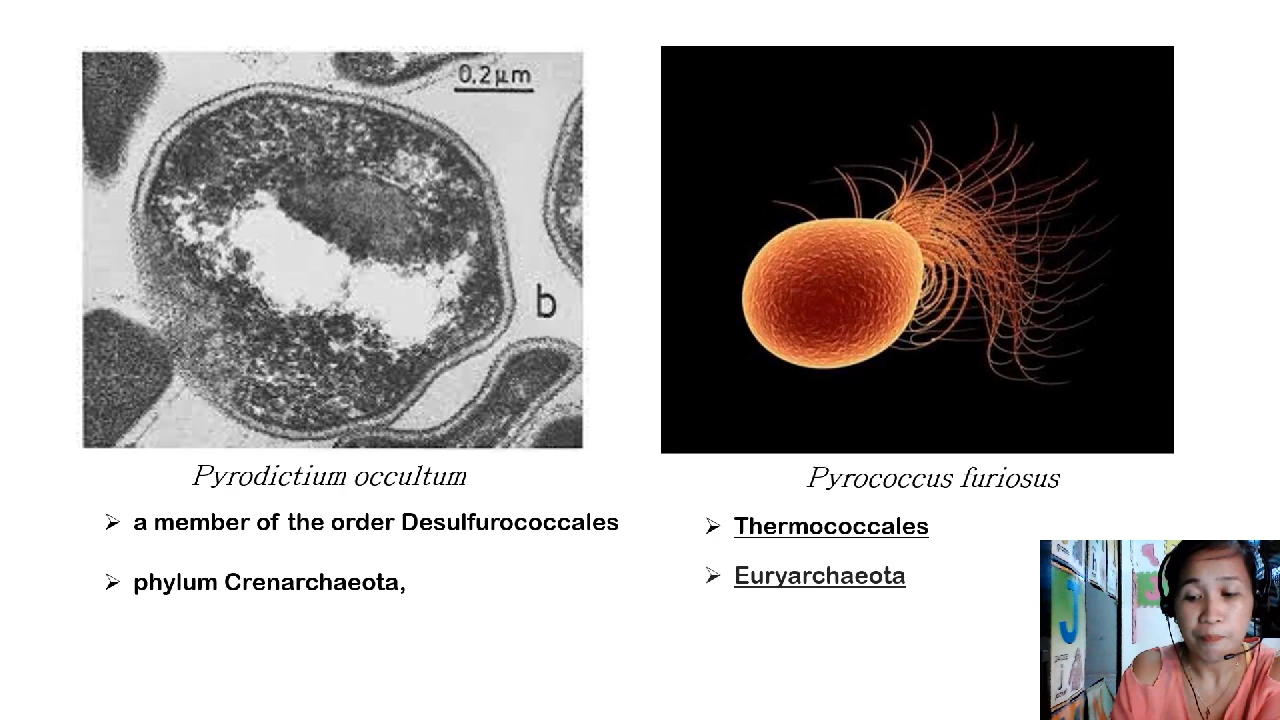 0.2µm
b
Pyrodictium occultum
Pyrococcus furiosus
➢ a member of the order Desulfurococcales
➢ phylum Crenarchaeota,
➢ Thermococcales
➢ Euryarchaeota
J
J